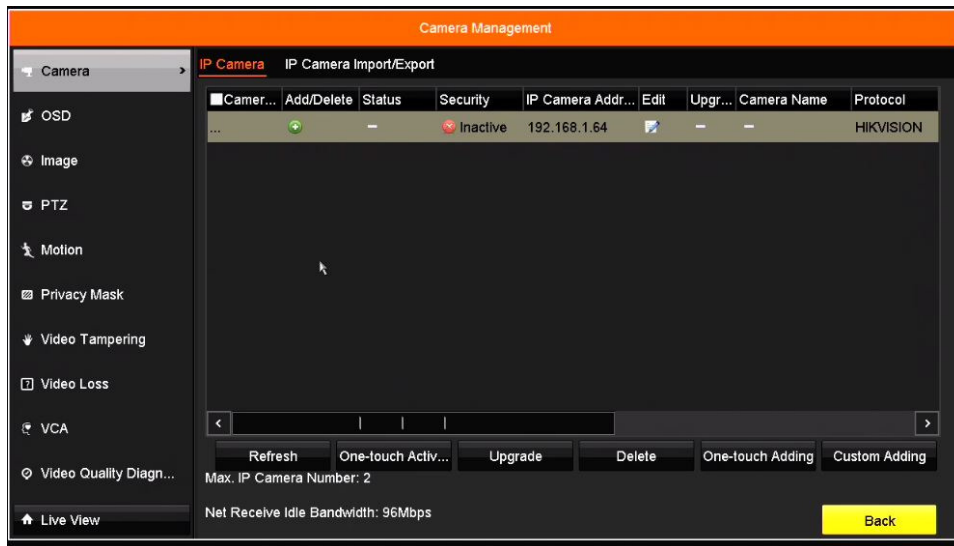 Camera Management
Camera >
IP Camera IP Camera Import/Export
Camer... Add/Delete Status Security IP Camera Addr... Edit Upgr... Camera Name Protocol
... – Inactive 192.168.1.64 – – HIKVISION
OSD
Image
PTZ
Motion
Privacy Mask
Video Tampering
Video Loss
VCA
Video Quality Diagn...
Live View
Refresh One-touch Activ... Upgrade Delete One-touch Adding Custom Adding
Max. IP Camera Number: 2
Net Receive Idle Bandwidth: 96Mbps
Back